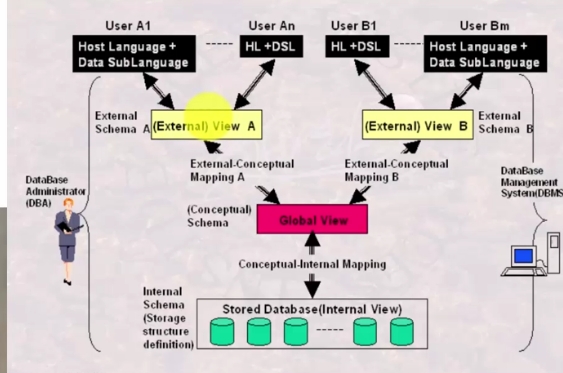 User A1
User An
User B1
User Bm
Host Language +
Data SubLanguage
HL +DSL
HL +DSL
Host Language +
Data SubLanguage
External
Schema A
(External) View A
(External) View B
External
Schema B
External-Conceptual
Mapping A
External-Conceptual
Mapping B
DataBase
Administrator
(DBA)
DataBase
Management
System(DBMS
(Conceptual)
Schema
Global View
Conceptual-Internal Mapping
Internal
Schema
(Storage
structure
definition)
Stored Database(Internal View)